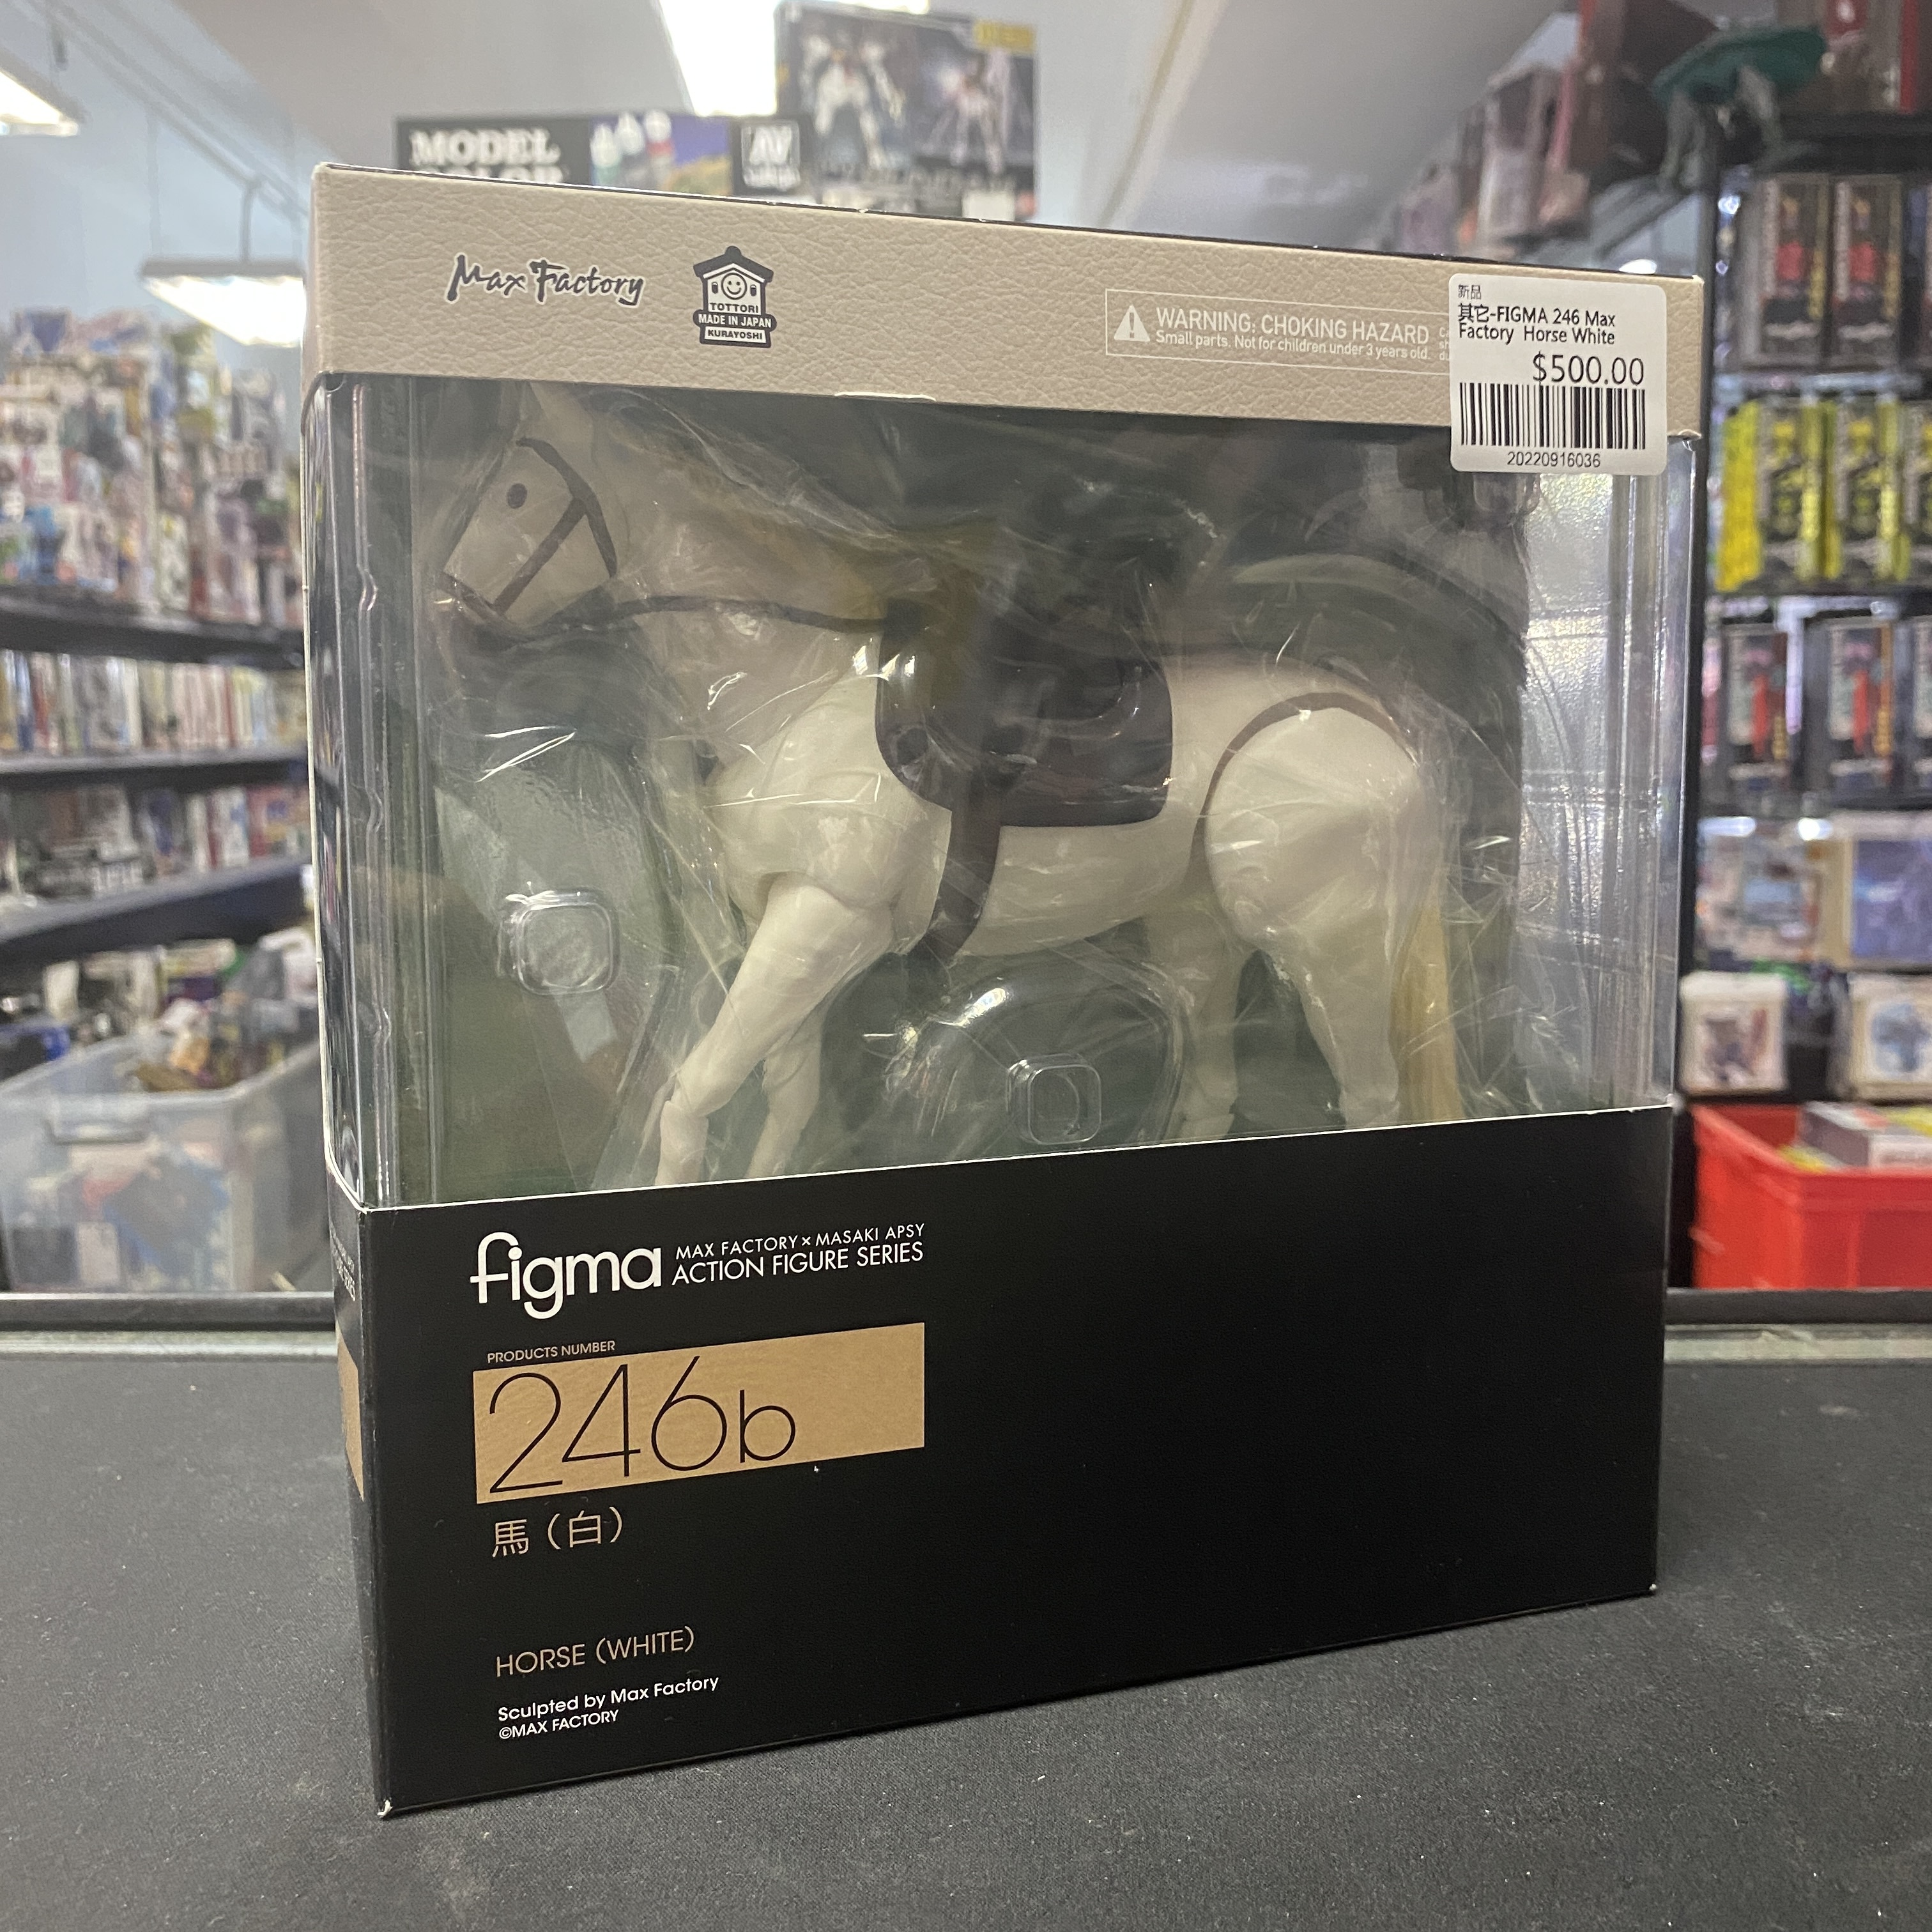 MODEL
COLOR
AV
Max Factory
TOTTORI
MADE IN JAPAN
KURAYOSHI
WARNING: CHOKING HAZARD
Small parts. Not for children under 3 years old.
新品
其它-FIGMA 246 Max
Factory Horse White
$500.00
20220916036
figma
MAX FACTORY×MASAKI APSY
ACTION FIGURE SERIES
PRODUCTS NUMBER
246b
馬（白）
HORSE (WHITE)
Sculpted by Max Factory
©MAX FACTORY